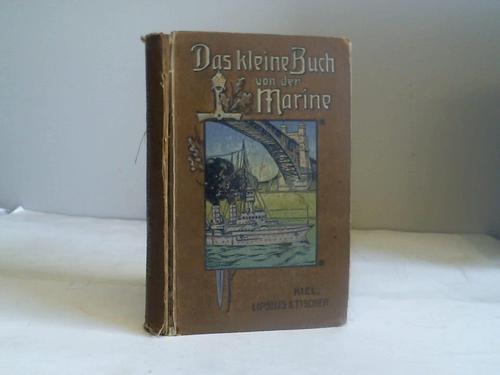 Das kleine Buch
von der
Marine
KIEL.
LIPSIUS & TISCHER.